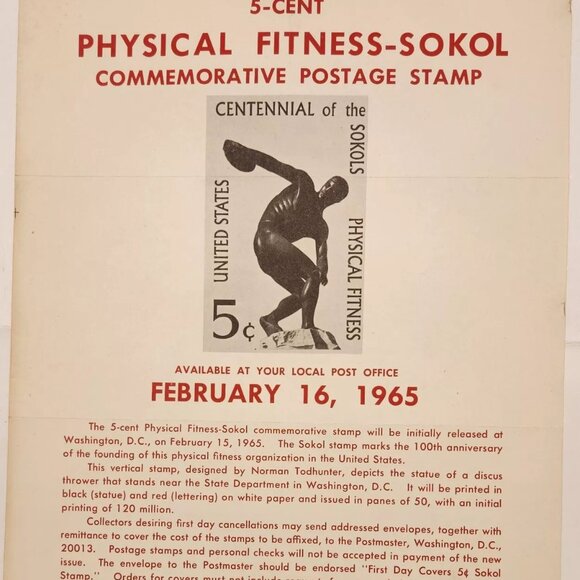 5-CENT
PHYSICAL FITNESS-SOKOL
COMMEMORATIVE POSTAGE STAMP
CENTENNIAL of the
SOKOLS
UNITED STATES
PHYSICAL FITNESS
5¢
AVAILABLE AT YOUR LOCAL POST OFFICE
FEBRUARY 16, 1965
The 5-cent Physical Fitness-Sokol commemorative stamp will be initially released at
Washington, D.C., on February 15, 1965. The Sokol stamp marks the 100th anniversary
of the founding of this physical fitness organization in the United States.
This vertical stamp, designed by Norman Todhunter, depicts the statue of a discus
thrower that stands near the State Department in Washington, D.C. It will be printed in
black (statue) and red (lettering) on white paper and issued in panes of 50, with an initial
printing of 120 million.
Collectors desiring first day cancellations may send addressed envelopes, together with
remittance to cover the cost of the stamps to be affixed, to the Postmaster, Washington, D.C.,
20013. Postage stamps and personal checks will not be accepted in payment of the new
issue. The envelope to the Postmaster should be endorsed "First Day Covers 5¢ Sokol
Stamp." Orders for covers must not include